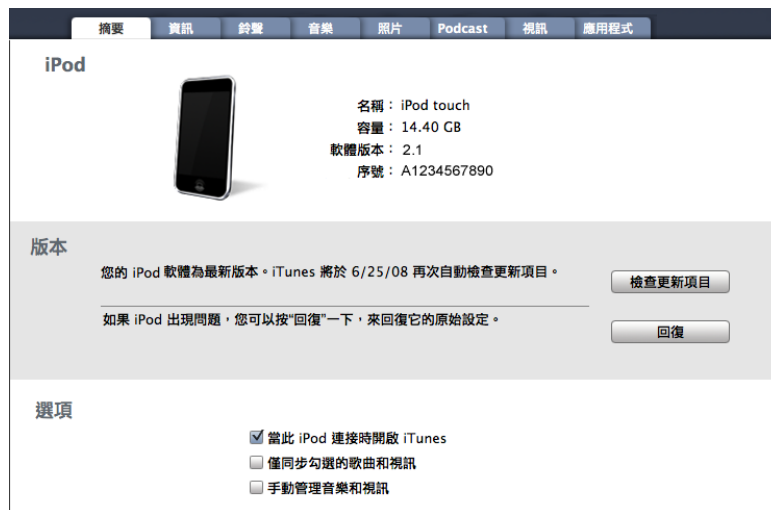 摘要 資訊 鈴聲 音樂 照片 Podcast 視訊 應用程式
iPod
名稱： iPod touch
容量： 14.40 GB
軟體版本： 2.1
序號： A1234567890
版本
您的 iPod 軟體為最新版本。iTunes 將於 6/25/08 再次自動檢查更新項目。
檢查更新項目
如果 iPod 出現問題，您可以按“回復”一下，來回復它的原始設定。
回復
選項
當此 iPod 連接時開啟 iTunes
僅同步勾選的歌曲和視訊
手動管理音樂和視訊